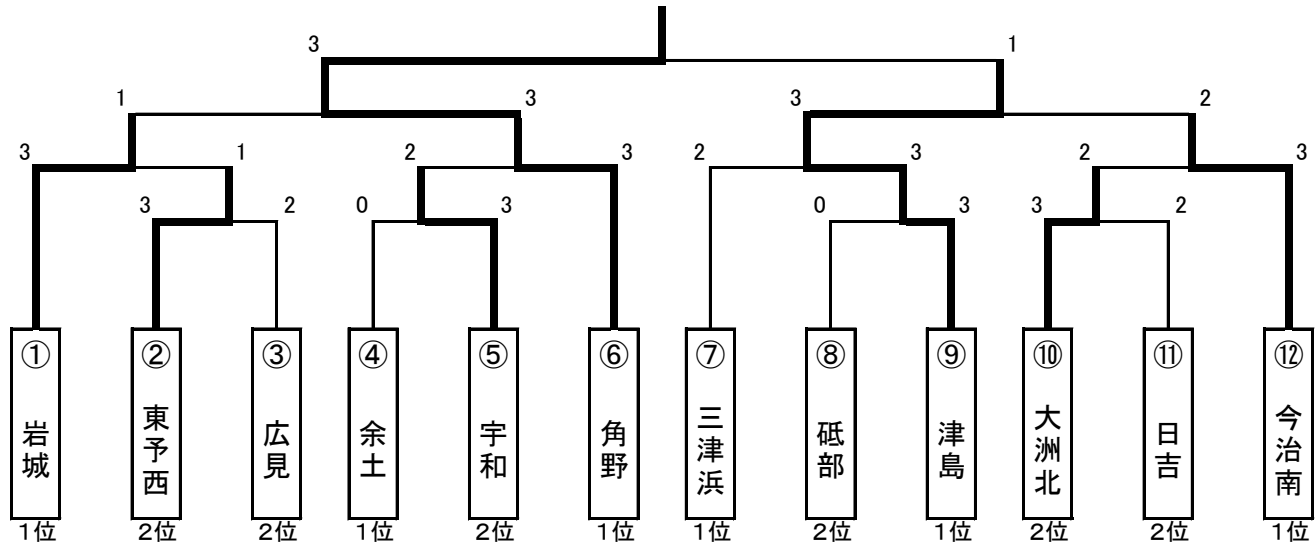 3 1
1 3 3 2
3 1 2 3 2 3 2 3
3 2 0 3 0 3 3 2
① ② ③ ④ ⑤ ⑥ ⑦ ⑧ ⑨ ⑩ ⑪ ⑫
岩城 東予西 広見 余土 宇和 角野 三津浜 砥部 津島 大洲北 日吉 今治南
1位 2位 2位 1位 2位 1位 1位 2位 1位 2位 2位 1位